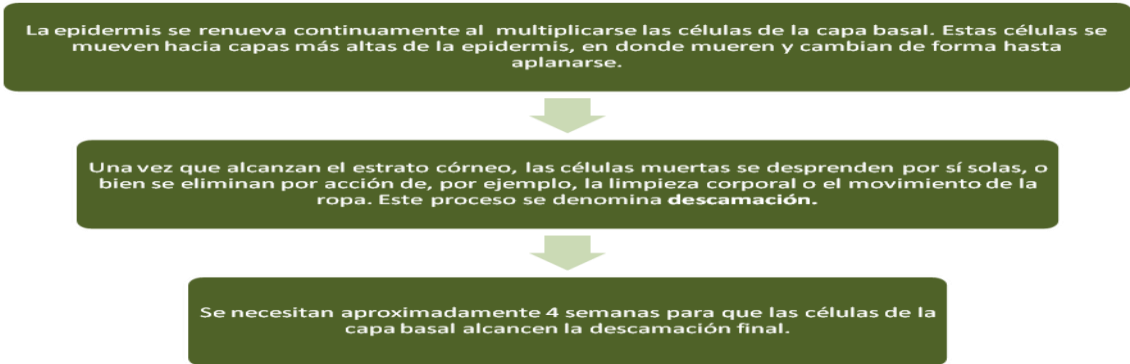 La epidermis se renueva continuamente al multiplicarse las células de la capa basal. Estas células se
mueven hacia capas más altas de la epidermis, en donde mueren y cambian de forma hasta
aplanarse.
Una vez que alcanzan el estrato córneo, las células muertas se desprenden por sí solas, o
bien se eliminan por acción de, por ejemplo, la limpieza corporal o el movimiento de la
ropa. Este proceso se denomina descamación.
Se necesitan aproximadamente 4 semanas para que las células de la
capa basal alcancen la descamación final.